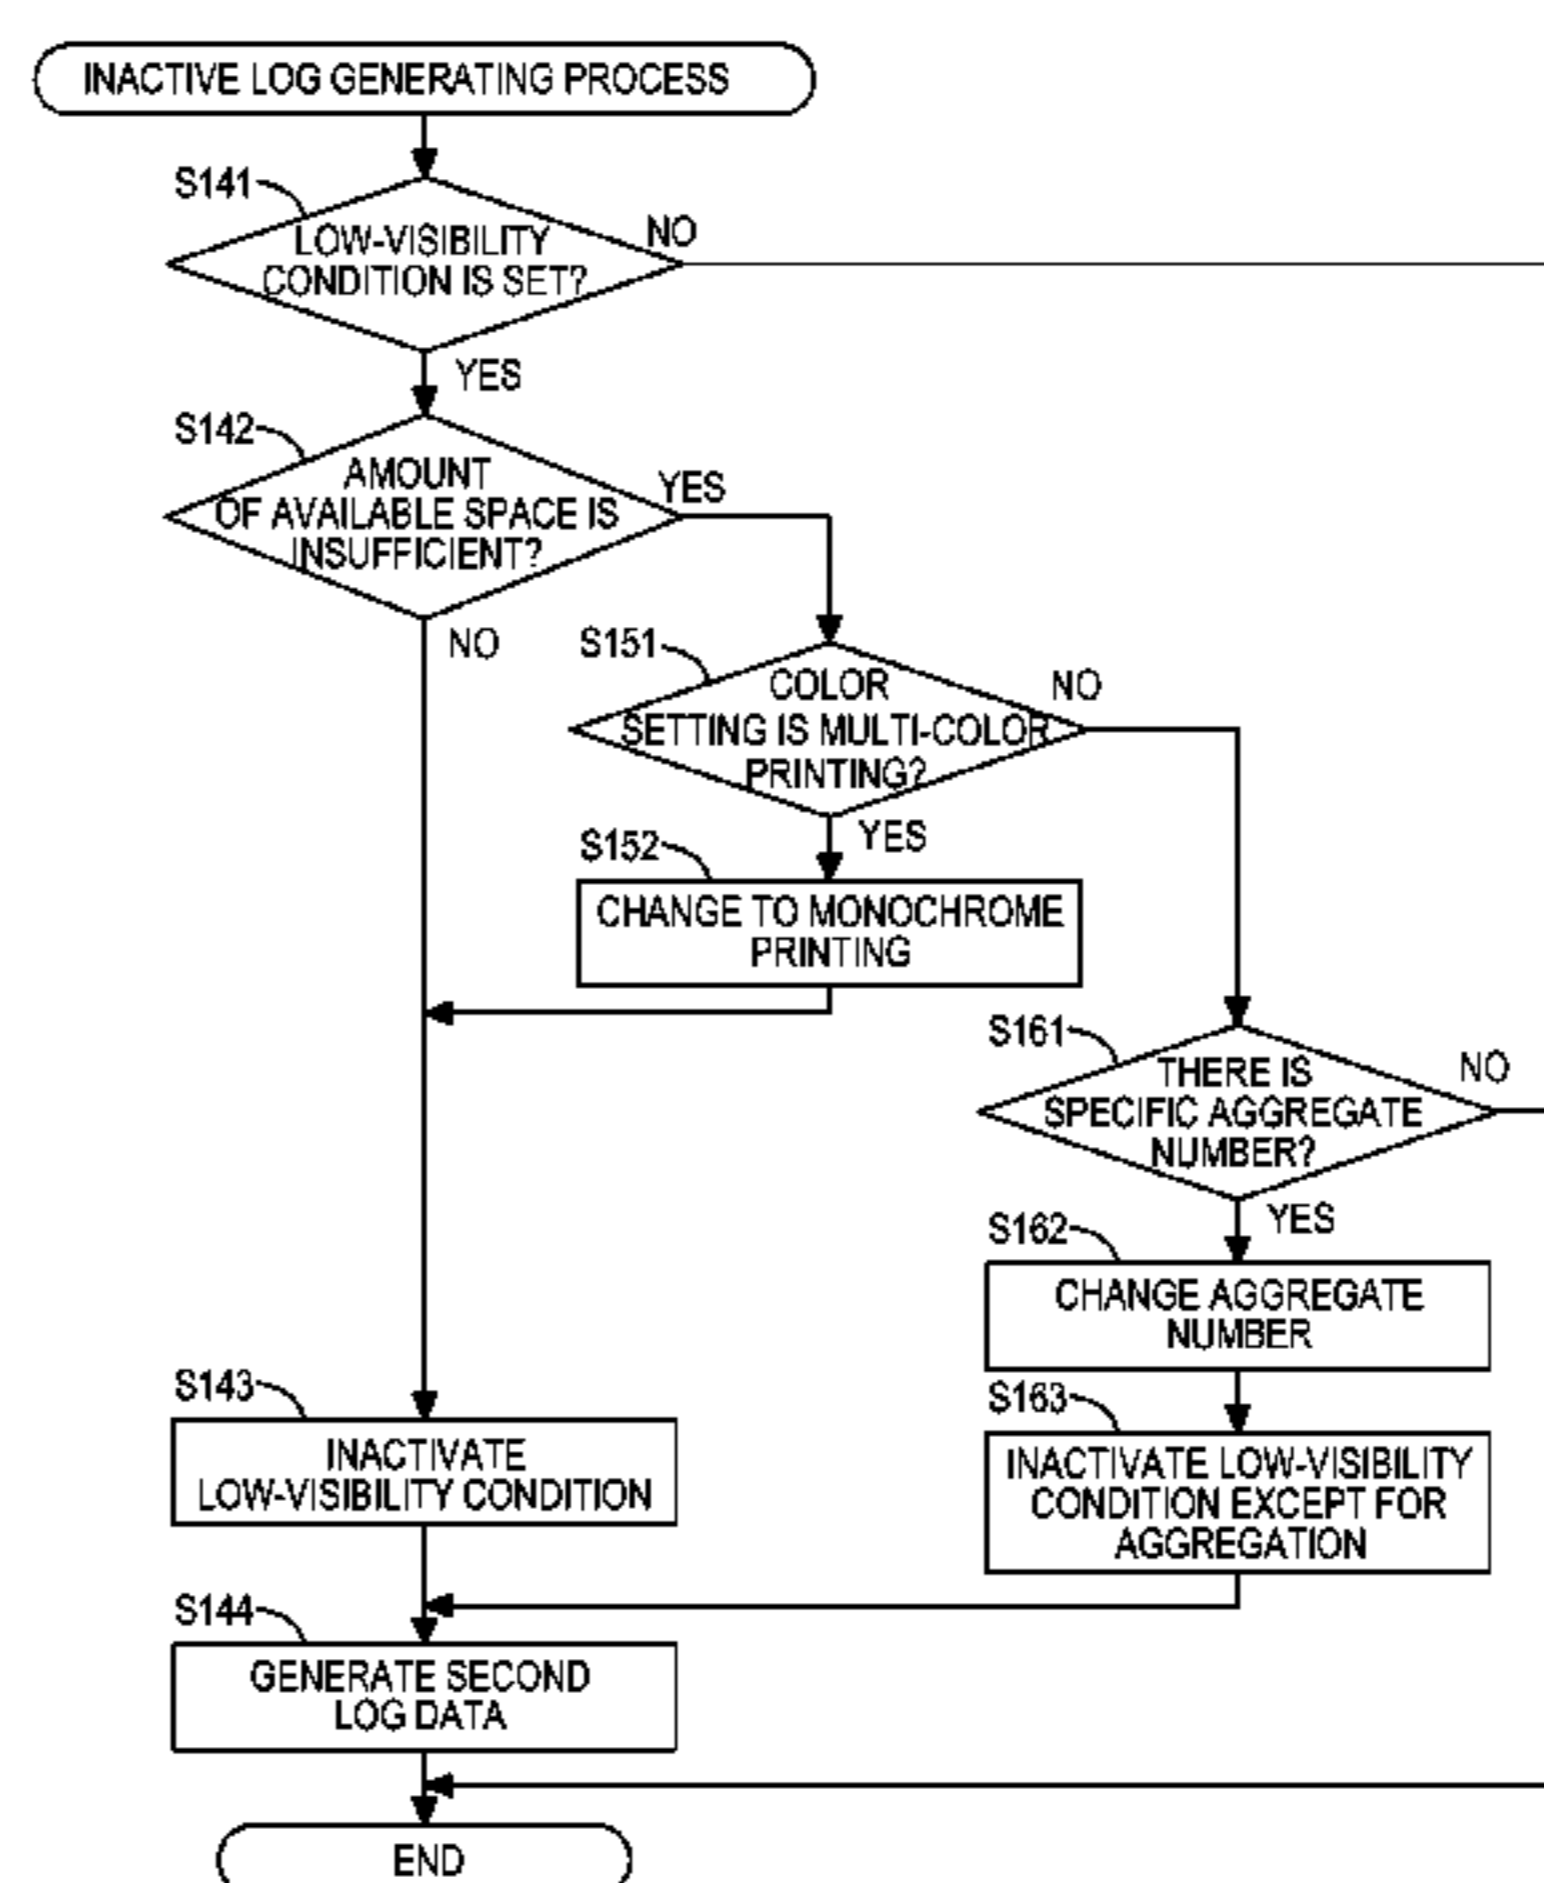 INACTIVE LOG GENERATING PROCESS
S141
LOW-VISIBILITY
CONDITION IS SET?
NO
YES
S142
AMOUNT
OF AVAILABLE SPACE IS
INSUFFICIENT?
YES
NO
S151
COLOR
SETTING IS MULTI-COLOR
PRINTING?
NO
YES
S152
CHANGE TO MONOCHROME
PRINTING
S161
THERE IS
SPECIFIC AGGREGATE
NUMBER?
NO
YES
S162
CHANGE AGGREGATE
NUMBER
S163
INACTIVATE LOW-VISIBILITY
CONDITION EXCEPT FOR
AGGREGATION
S143
INACTIVATE
LOW-VISIBILITY CONDITION
S144
GENERATE SECOND
LOG DATA
END